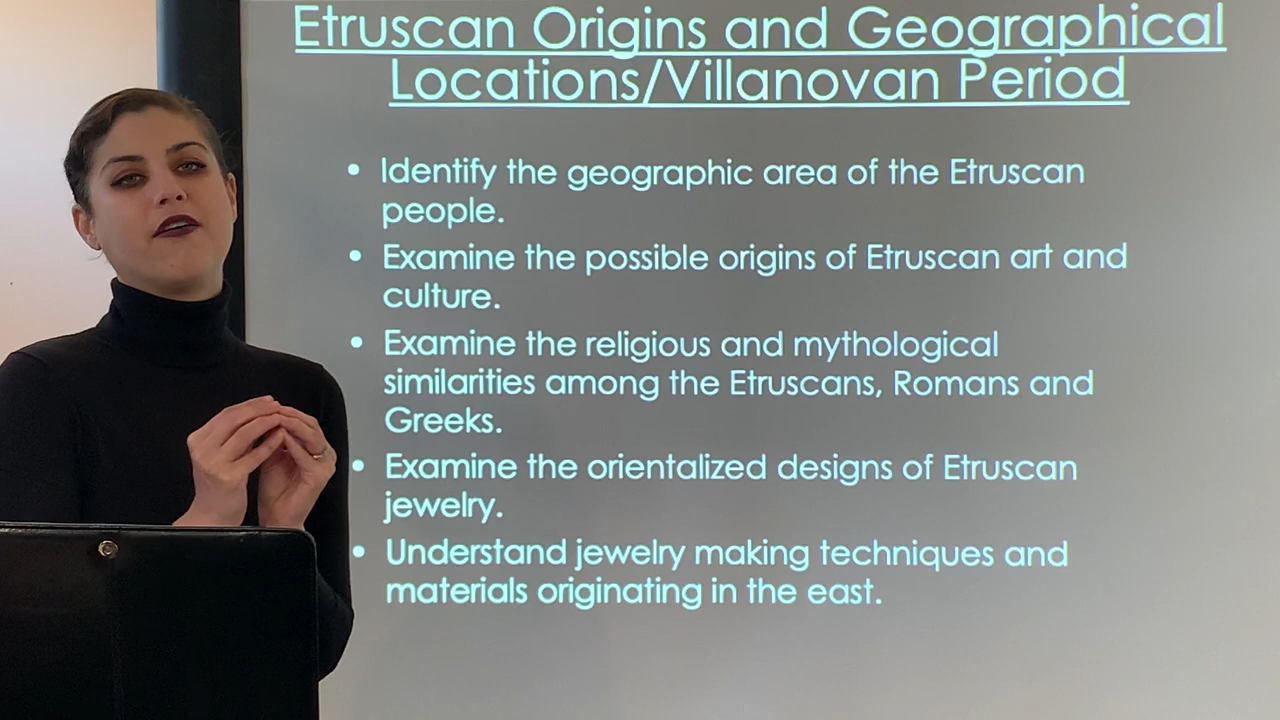 Etruscan Origins and Geographical
Locations/Villanovan Period
• Identify the geographic area of the Etruscan
people.
• Examine the possible origins of Etruscan art and
culture.
• Examine the religious and mythological
similarities among the Etruscans, Romans and
Greeks.
• Examine the orientalized designs of Etruscan
jewelry.
• Understand jewelry making techniques and
materials originating in the east.